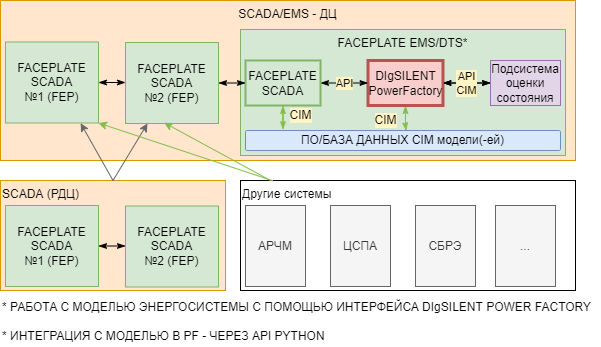 SCADA/EMS - ДЦ
FACEPLATE EMS/DTS*
FACEPLATE
SCADA
№1 (FEP)
FACEPLATE
SCADA
№2 (FEP)
FACEPLATE
SCADA
API
DIgSILENT
PowerFactory
API
CIM
Подсистема
оценки
состояния
CIM
CIM
ПО/БАЗА ДАННЫХ CIM модели(-ей)
SCADA (РДЦ)
FACEPLATE
SCADA
№1 (FEP)
FACEPLATE
SCADA
№2 (FEP)
Другие системы
АРЧМ
ЦСПА
СБРЭ
...
* РАБОТА С МОДЕЛЬЮ ЭНЕРГОСИСТЕМЫ С ПОМОЩЬЮ ИНТЕРФЕЙСА DIgSILENT POWER FACTORY
* ИНТЕГРАЦИЯ С МОДЕЛЬЮ В PF - ЧЕРЕЗ API PYTHON